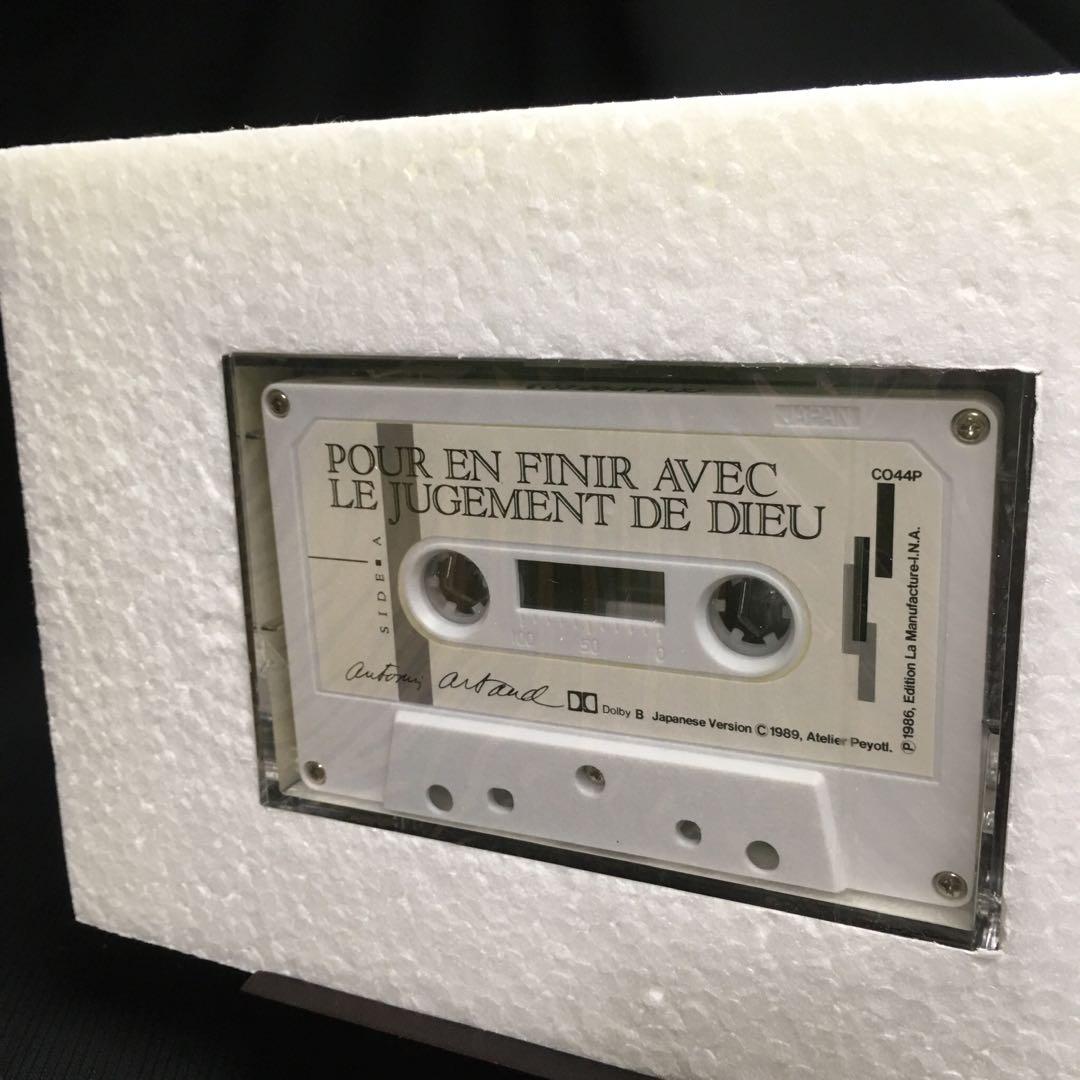 JAPAN
POUR EN FINIR AVEC
LE JUGEMENT DE DIEU
CO44P
SIDE A
100 50 0
antonin artaud
Dolby B Japanese Version © 1989, Atelier Peyotl.
℗ 1986, Edition La Manufacture-I.N.A.